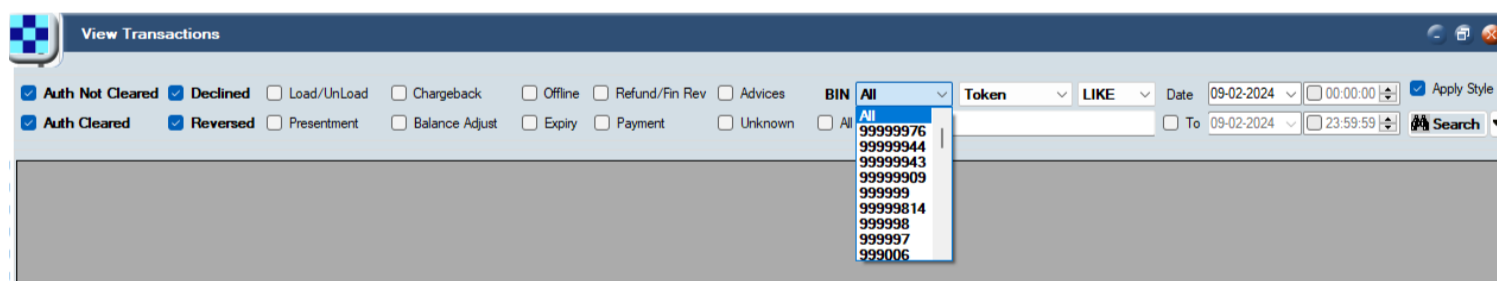 View Transactions
Auth Not Cleared Declined Load/UnLoad Chargeback Offline Refund/Fin Rev Advices BIN All Token LIKE Date 09-02-2024 00:00:00 Apply Style
Auth Cleared Reversed Presentment Balance Adjust Expiry Payment Unknown All To 09-02-2024 23:59:59 Search
All
99999976
99999944
99999943
99999909
999999
99999814
999998
999997
999006